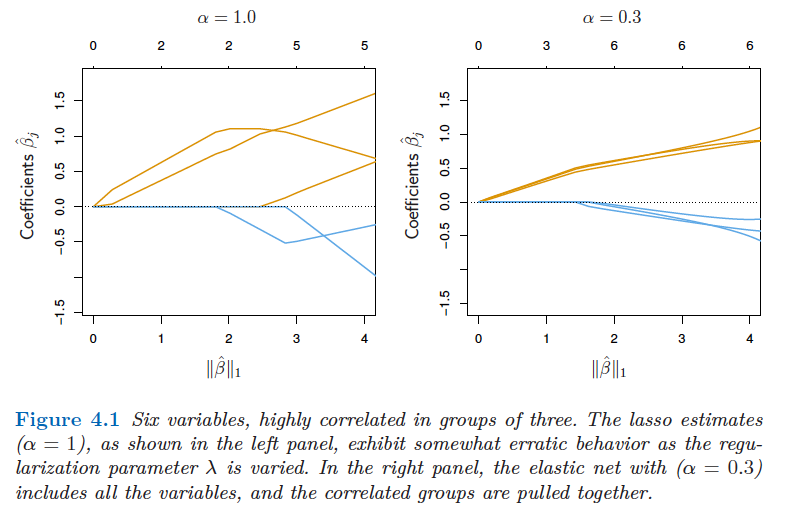 α = 1.0
0 2 2 5 5
Coefficients β̂ⱼ
1.5
1.0
0.5
0.0
−0.5
−1.5
0 1 2 3 4
‖β̂‖₁
α = 0.3
0 3 6 6 6
Coefficients β̂ⱼ
1.5
1.0
0.5
0.0
−0.5
−1.5
0 1 2 3 4
‖β̂‖₁
Figure 4.1 Six variables, highly correlated in groups of three. The lasso estimates
(α = 1), as shown in the left panel, exhibit somewhat erratic behavior as the regu-
larization parameter λ is varied. In the right panel, the elastic net with (α = 0.3)
includes all the variables, and the correlated groups are pulled together.